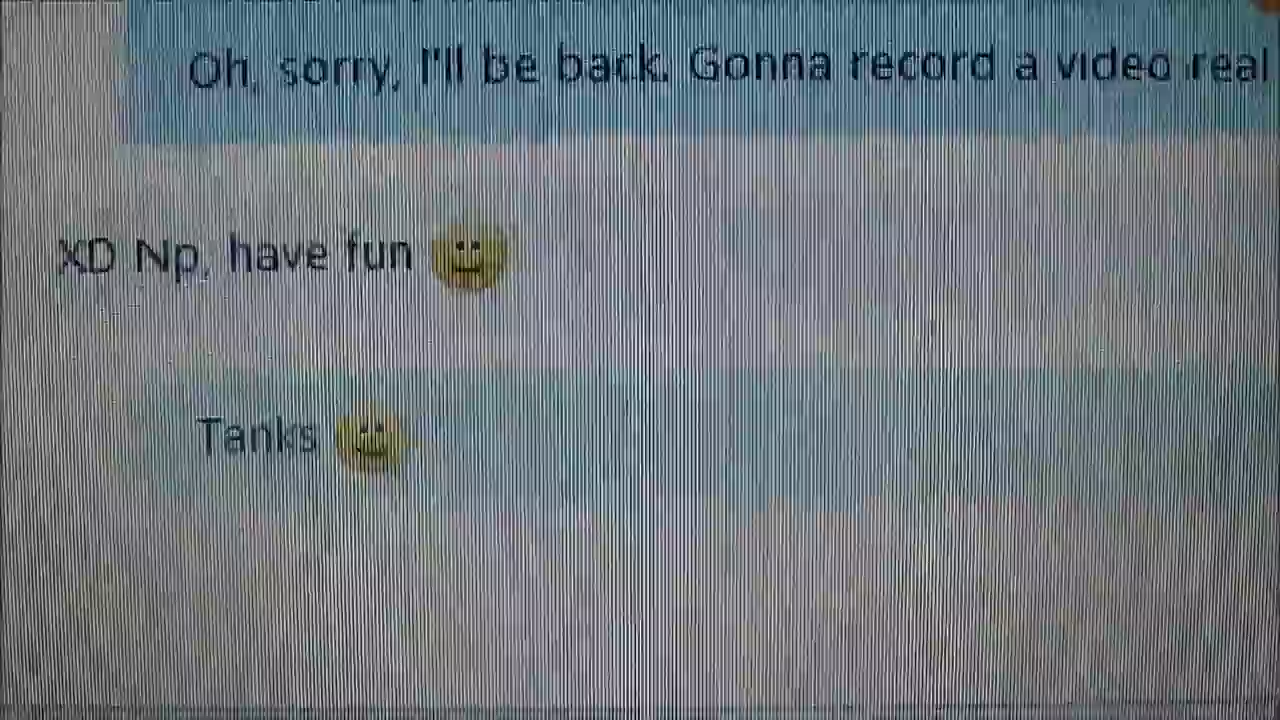 Oh, sorry, I'll be back. Gonna record a video real
XD Np, have fun
Tanks